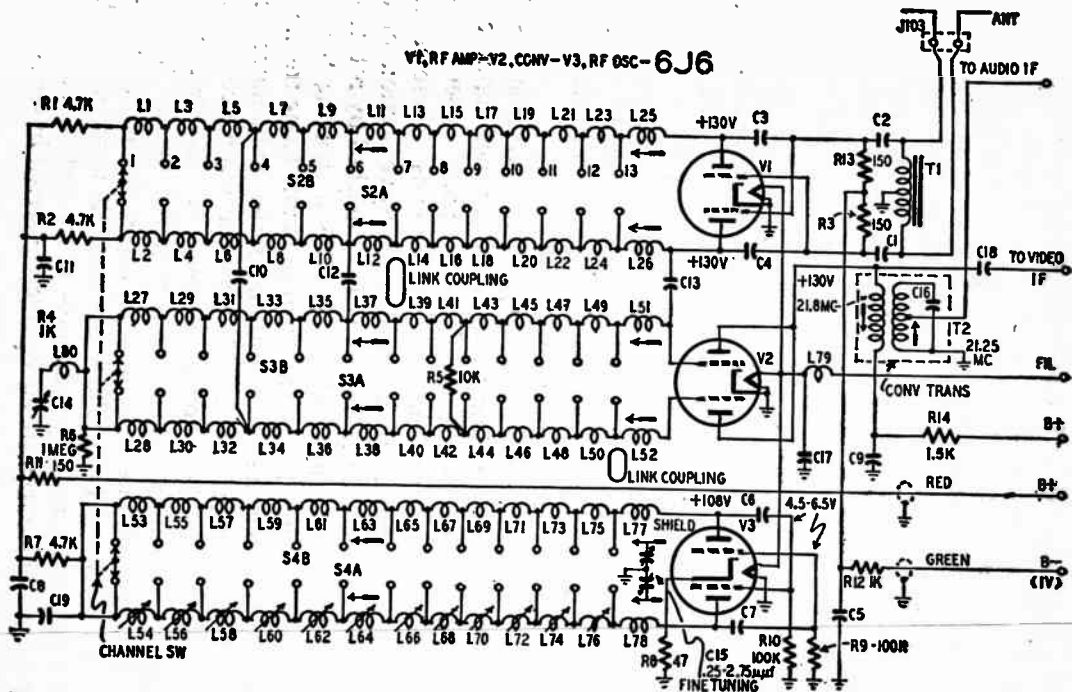 J103
ANT
V1, RF AMP-V2, CONV-V3, RF OSC-6J6
TO AUDIO IF
R1 4.7K L1 L3 L5 L7 L9 L11 L13 L15 L17 L19 L21 L23 L25
+130V C3 C2
1 2 3 4 5 6 7 8 9 10 11 12 13
V1 R13 150 T1
S2B S2A
R3 150
R2 4.7K
C1
C11 L2 L4 L6 L8 L10 L12 L14 L16 L18 L20 L22 L24 L26
+130V C4
C18 TO VIDEO IF
C10 C12 LINK COUPLING C13
+130V C16
21.8MC
L27 L29 L31 L33 L35 L37 L39 L41 L43 L45 L47 L49 L51
R4 1K
T2
21.25 MC
L80
S3B S3A R5 10K V2 L79 FIL
CONV TRANS
C14
R6 1MEG
L28 L30 L32 L34 L36 L38 L40 L42 L44 L46 L48 L50 L52
R14 1.5K B+
C17 C9
R11 150
LINK COUPLING
RED B+
+108V C6 4.5-6.5V
L53 L55 L57 L59 L61 L63 L65 L67 L69 L71 L73 L75 L77
SHIELD V3
R7 4.7K
S4B S4A
GREEN B-
(1V)
R12 1K
C8 C19
C7 C5
L54 L56 L58 L60 L62 L64 L66 L68 L70 L72 L74 L76 L78
R10 100K
R9-100K
CHANNEL SW
R8 47 C15
.25-2.75μμf
FINE TUNING